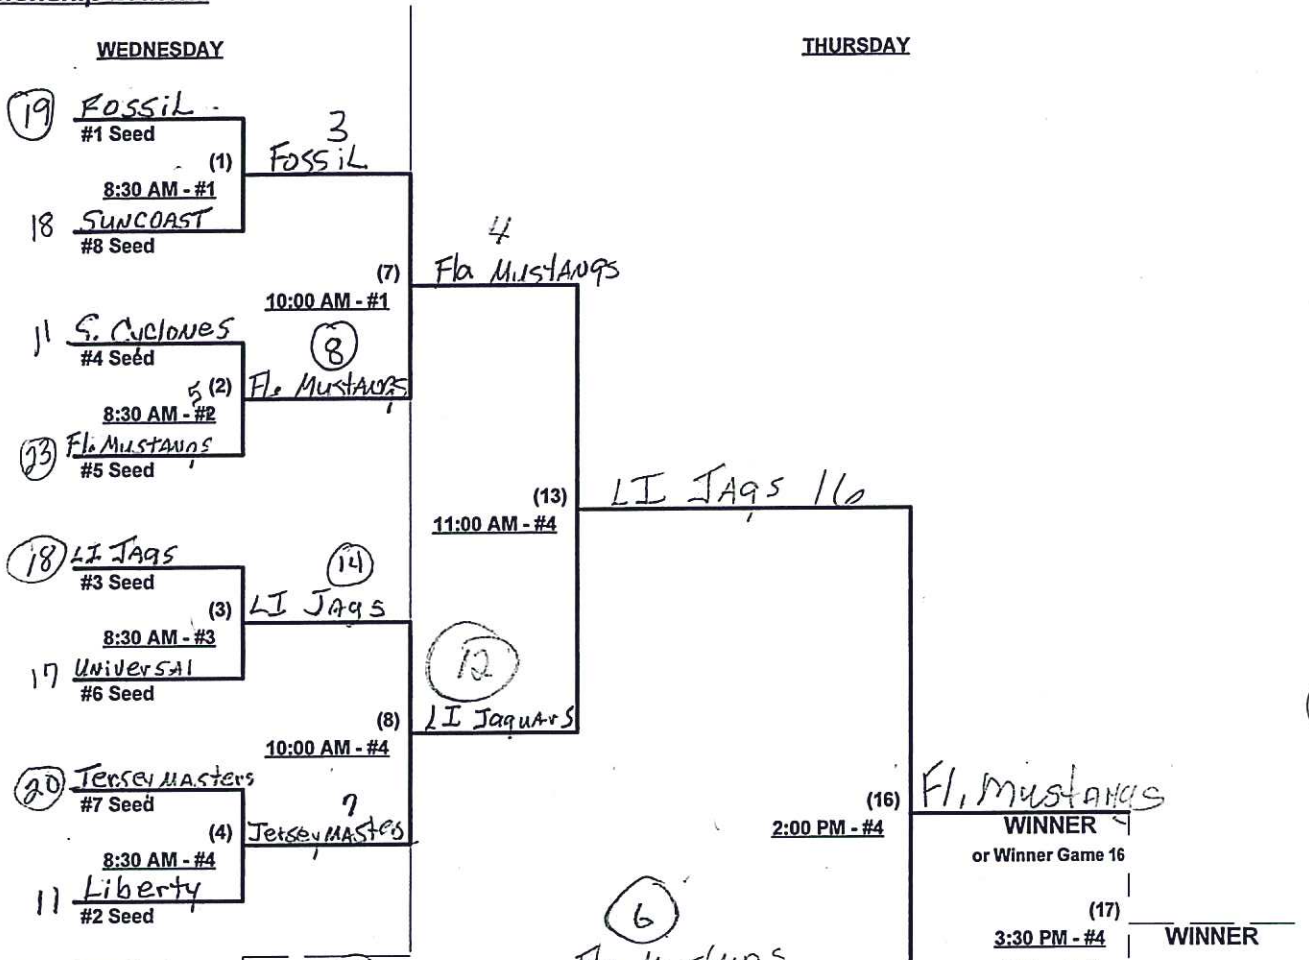 WEDNESDAY
THURSDAY
19 Fossil
#1 Seed
(1)
8:30 AM - #1
18 SUNCOAST
#8 Seed
3
Fossil
(7)
10:00 AM - #1
4
Fla Mustangs
11 S. Cyclones
#4 Seed
5 (2)
8:30 AM - #2
23 Fl. Mustangs
#5 Seed
8
Fl. Mustangs
(13)
11:00 AM - #4
LI Jags 16
18 LI Jags
#3 Seed
(3)
8:30 AM - #3
17 Universal
#6 Seed
14
LI Jags
(8)
10:00 AM - #4
12
LI Jaguars
20 Jersey Masters
#7 Seed
(4)
8:30 AM - #4
11 Liberty
#2 Seed
7
Jersey Masters
(16)
2:00 PM - #4
Fl, Mustangs
WINNER
or Winner Game 16
(17)
3:30 PM - #4
WINNER
6